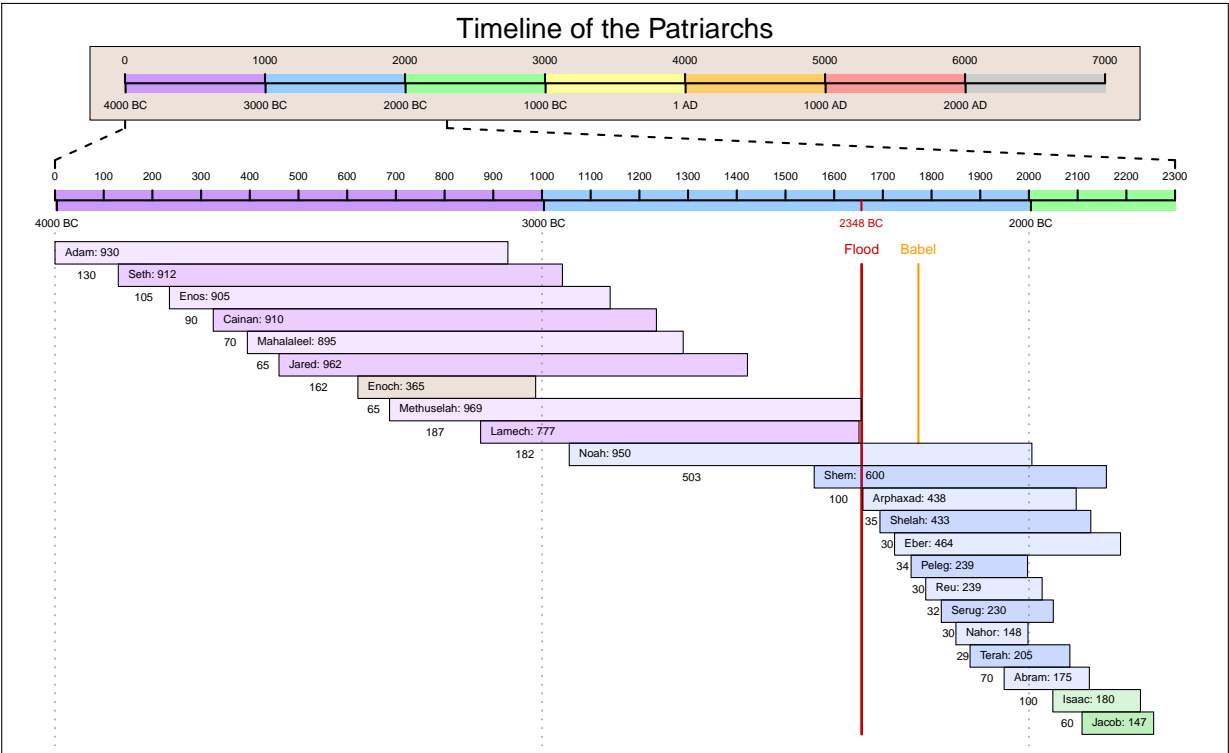 Timeline of the Patriarchs
0 1000 2000 3000 4000 5000 6000 7000
4000 BC 3000 BC 2000 BC 1000 BC 1 AD 1000 AD 2000 AD
0 100 200 300 400 500 600 700 800 900 1000 1100 1200 1300 1400 1500 1600 1700 1800 1900 2000 2100 2200 2300
4000 BC 3000 BC 2348 BC 2000 BC
Flood Babel
Adam: 930
130 Seth: 912
105 Enos: 905
90 Cainan: 910
70 Mahalaleel: 895
65 Jared: 962
162 Enoch: 365
65 Methuselah: 969
187 Lamech: 777
182 Noah: 950
503 Shem: 600
100 Arphaxad: 438
35 Shelah: 433
30 Eber: 464
34 Peleg: 239
30 Reu: 239
32 Serug: 230
30 Nahor: 148
29 Terah: 205
70 Abram: 175
100 Isaac: 180
60 Jacob: 147